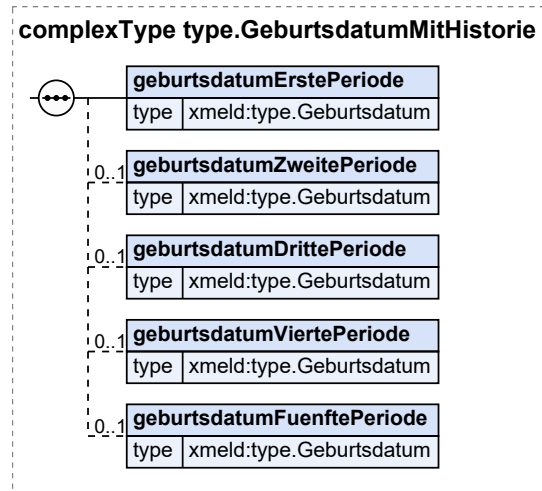 complexType type.GeburtsdatumMitHistorie
geburtsdatumErstePeriode
type xmeld:type.Geburtsdatum
0..1 geburtsdatumZweitePeriode
type xmeld:type.Geburtsdatum
0..1 geburtsdatumDrittePeriode
type xmeld:type.Geburtsdatum
0..1 geburtsdatumViertePeriode
type xmeld:type.Geburtsdatum
0..1 geburtsdatumFuenftePeriode
type xmeld:type.Geburtsdatum